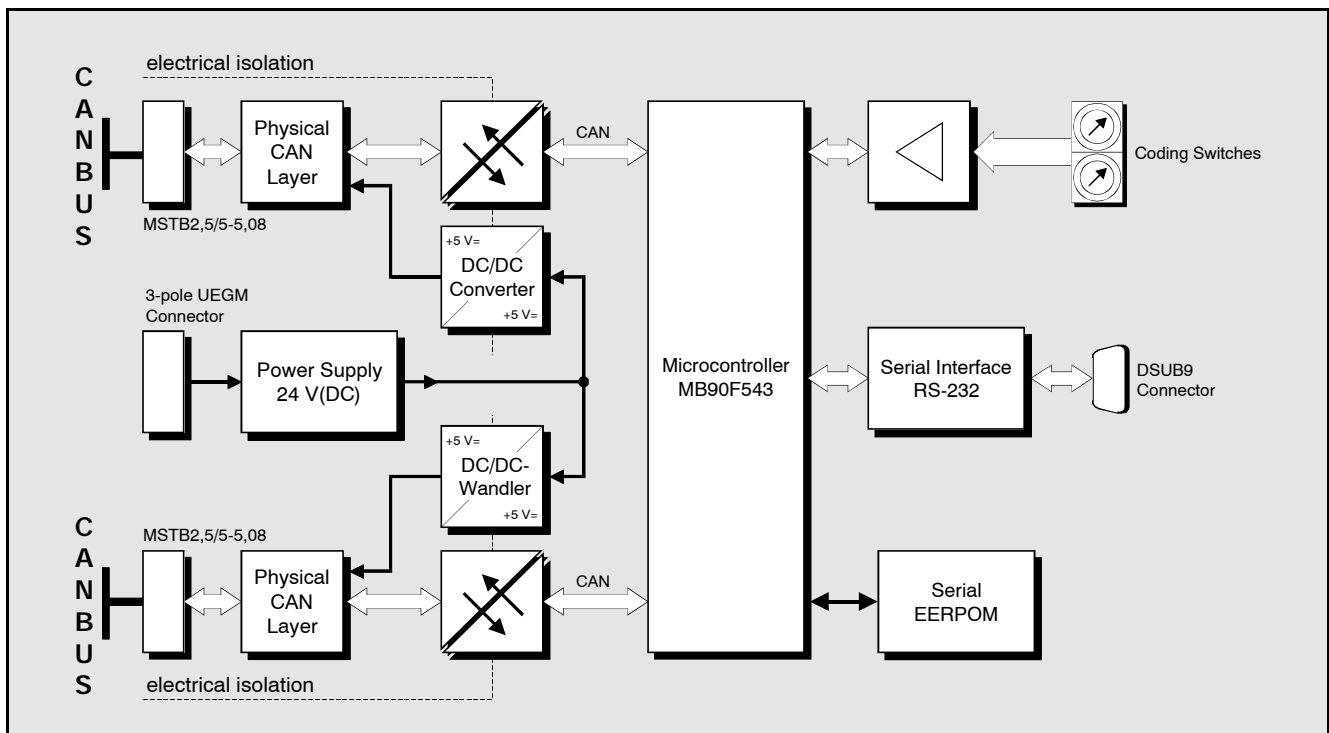 electrical isolation
CANBUS
Physical
CAN
Layer
CAN
MSTB2,5/5-5,08
+5 V=
DC/DC
Converter
+5 V=
3-pole UEGM
Connector
Power Supply
24 V(DC)
Microcontroller
MB90F543
Coding Switches
Serial Interface
RS-232
DSUB9
Connector
+5 V=
DC/DC-
Wandler
+5 V=
CANBUS
MSTB2,5/5-5,08
Physical
CAN
Layer
CAN
Serial
EERPOM
electrical isolation